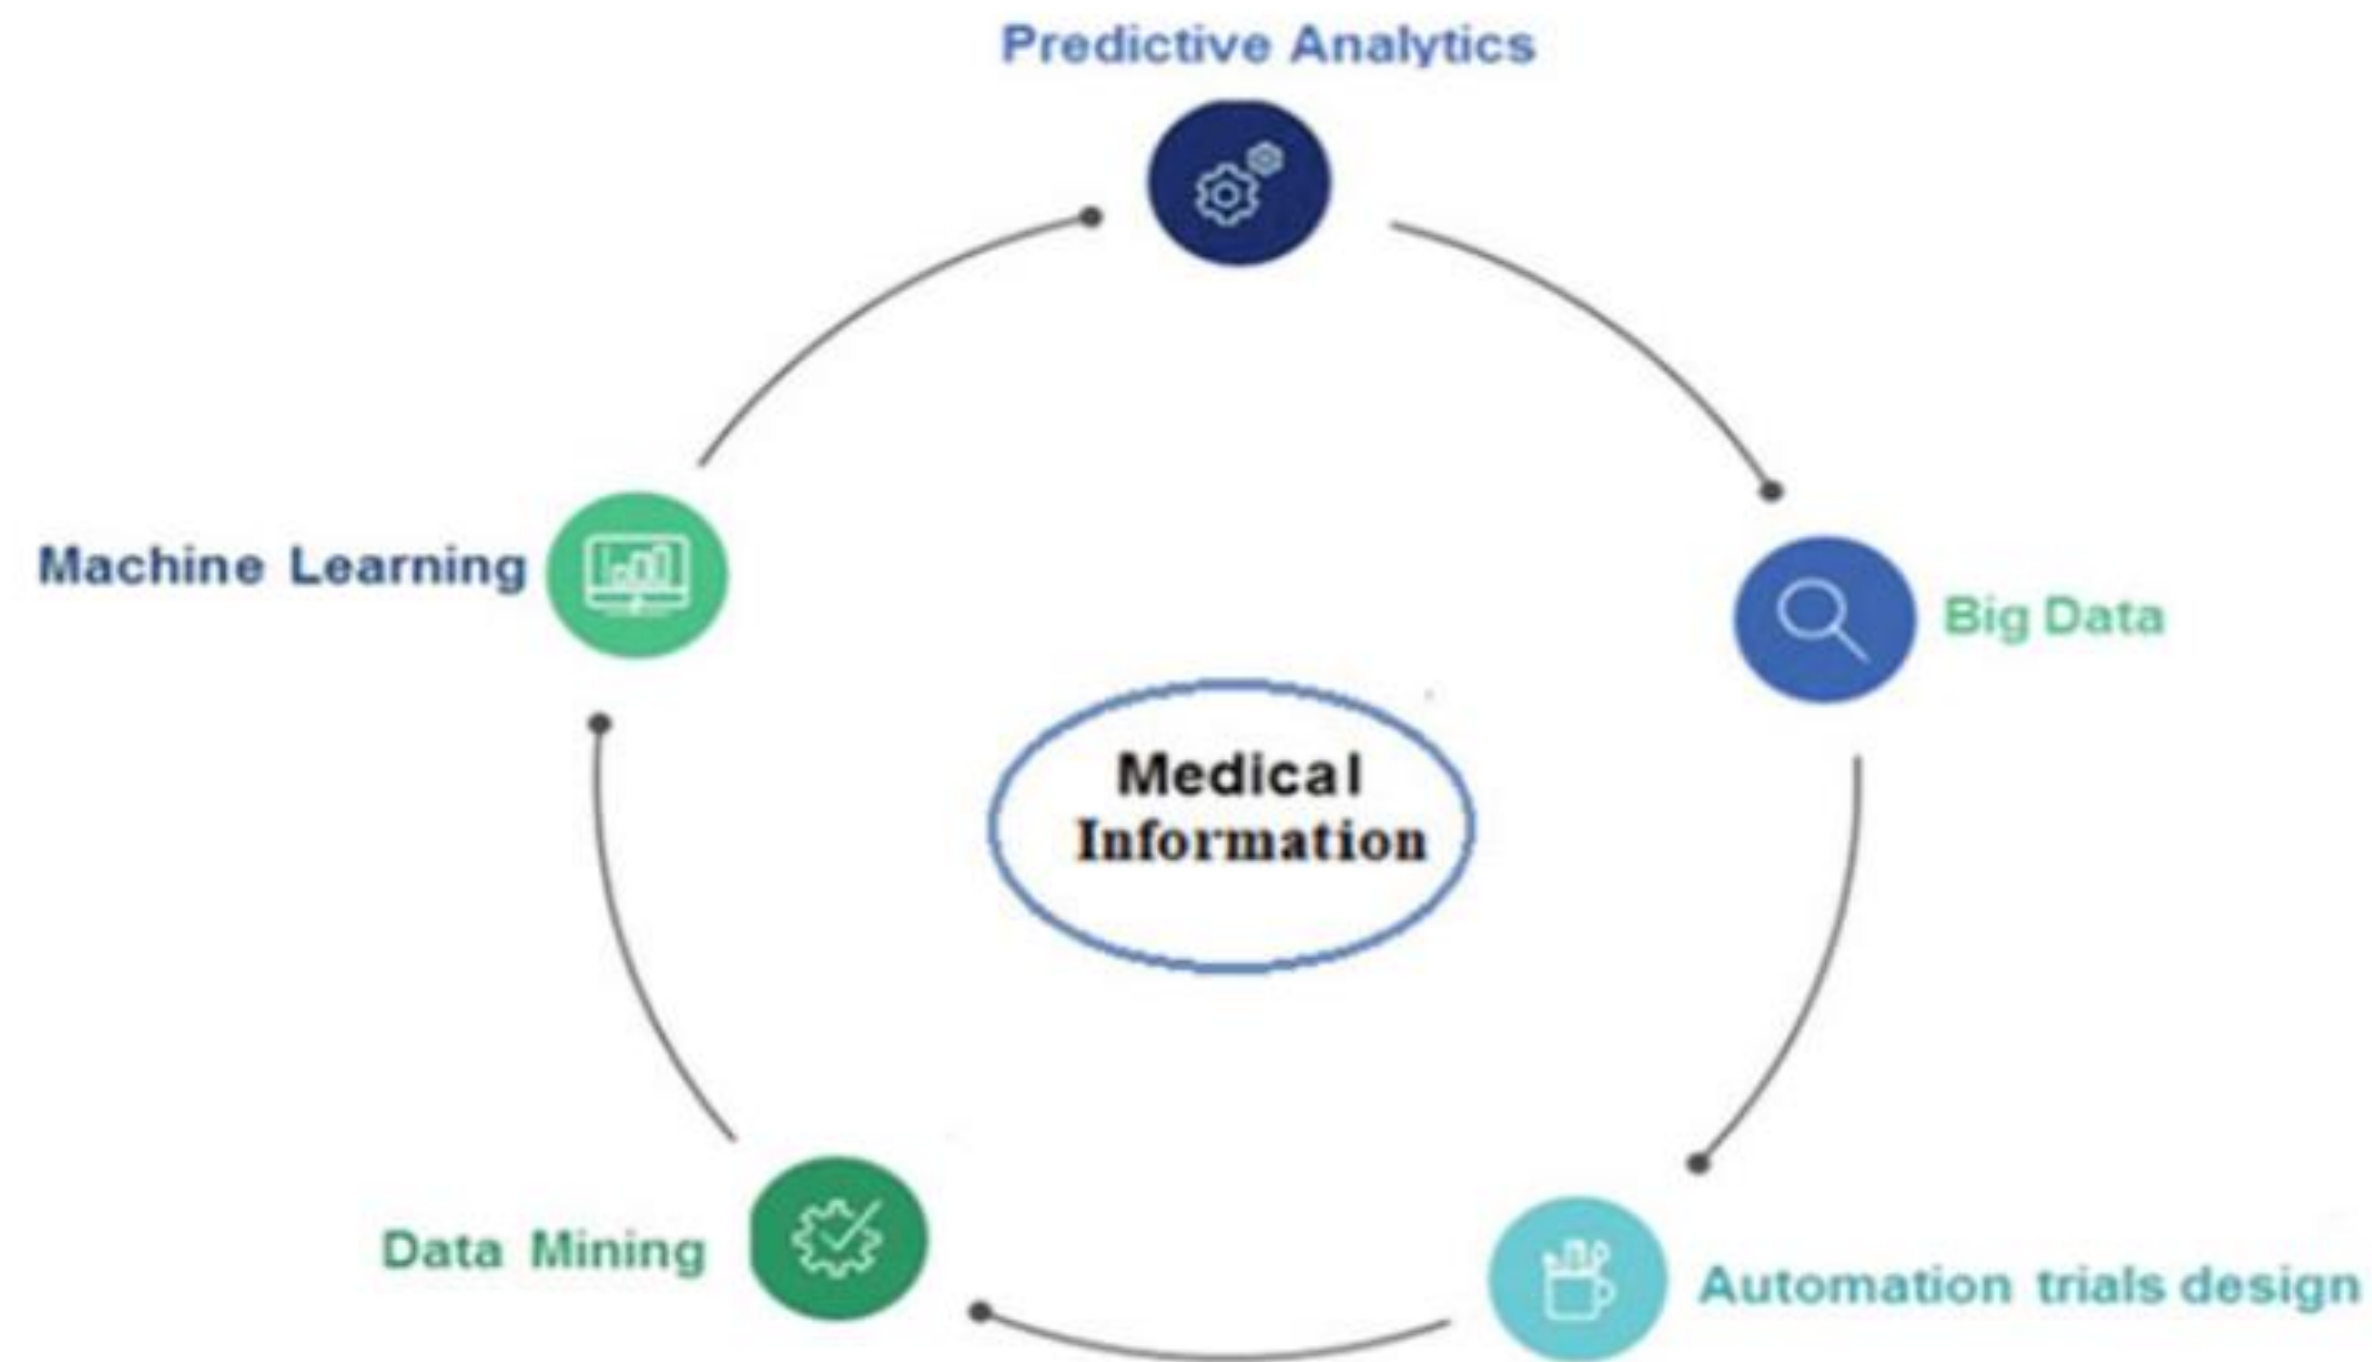 Predictive Analytics
Machine Learning
Big Data
Medical
Information
Data Mining
Automation trials design